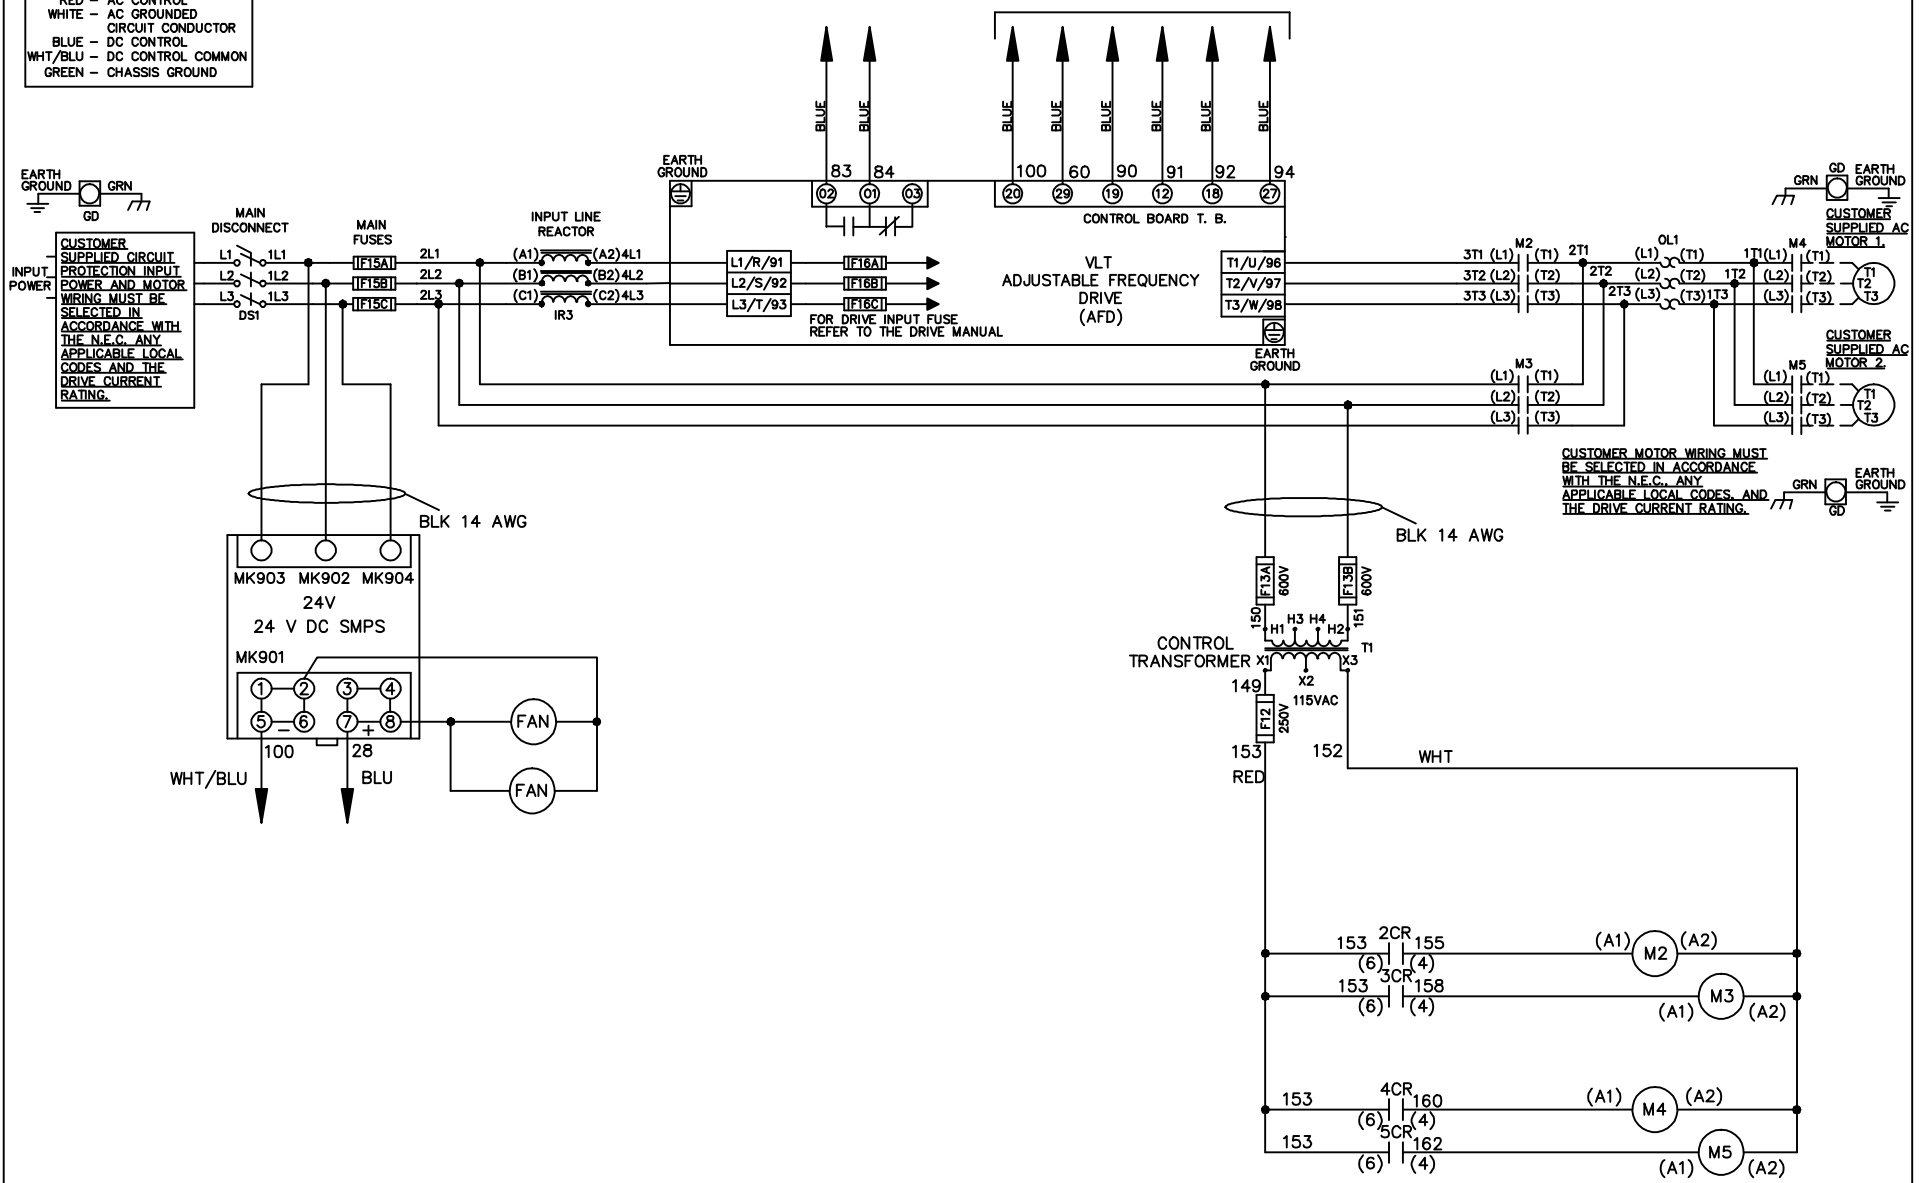 RED – AC CONTROL
WHITE – AC GROUNDED
CIRCUIT CONDUCTOR
BLUE – DC CONTROL
WHT/BLU – DC CONTROL COMMON
GREEN – CHASSIS GROUND
BLUE BLUE BLUE BLUE BLUE BLUE BLUE BLUE
EARTH
GROUND
GRN
GD
EARTH
GROUND
83 84
100 60 90 91 92 94
02 01 03
20 29 19 12 18 27
CONTROL BOARD T. B.
GRN
GD
EARTH
GROUND
CUSTOMER
SUPPLIED AC
MOTOR 1.
INPUT
POWER
CUSTOMER
SUPPLIED CIRCUIT
PROTECTION INPUT
POWER AND MOTOR
WIRING MUST BE
SELECTED IN
ACCORDANCE WITH
THE N.E.C. ANY
APPLICABLE LOCAL
CODES AND THE
DRIVE CURRENT
RATING.
MAIN
DISCONNECT
L1 1L1
L2 1L2
L3 1L3
DS1
MAIN
FUSES
F15A
F15B
F15C
2L1
2L2
2L3
INPUT LINE
REACTOR
(A1) (A2) 4L1
(B1) (B2) 4L2
(C1) (C2) 4L3
IR3
L1/R/91
L2/S/92
L3/T/93
F16A
F16B
F16C
FOR DRIVE INPUT FUSE
REFER TO THE DRIVE MANUAL
VLT
ADJUSTABLE FREQUENCY
DRIVE
(AFD)
T1/U/96
T2/V/97
T3/W/98
EARTH
GROUND
M2
3T1 (L1) (T1) 2T1
3T2 (L2) (T2) 2T2
3T3 (L3) (T3) 2T3
OL1
(L1) (T1) 1T1
(L2) (T2) 1T2
(L3) (T3) 1T3
M4
(L1) (T1)
(L2) (T2)
(L3) (T3)
T1
T2
T3
M3
(L1) (T1)
(L2) (T2)
(L3) (T3)
CUSTOMER
SUPPLIED AC
MOTOR 2.
M5
(L1) (T1)
(L2) (T2)
(L3) (T3)
T1
T2
T3
CUSTOMER MOTOR WIRING MUST
BE SELECTED IN ACCORDANCE
WITH THE N.E.C., ANY
APPLICABLE LOCAL CODES, AND
THE DRIVE CURRENT RATING.
GRN
GD
EARTH
GROUND
BLK 14 AWG
MK903 MK902 MK904
24V
24 V DC SMPS
MK901
1 2 3 4
5 6 7 8
– +
100 28
WHT/BLU BLU
FAN
FAN
BLK 14 AWG
F13A 600V
F13B 600V
150 151
H1 H3 H4 H2
T1
CONTROL
TRANSFORMER
X1 X3
X2
149
115VAC
F12 250V
153
RED
152
WHT
2CR
153 155
(6) (4)
(A1) M2 (A2)
3CR
153 158
(6) (4)
(A1) M3 (A2)
4CR
153 160
(6) (4)
(A1) M4 (A2)
5CR
153 162
(6) (4)
(A1) M5 (A2)